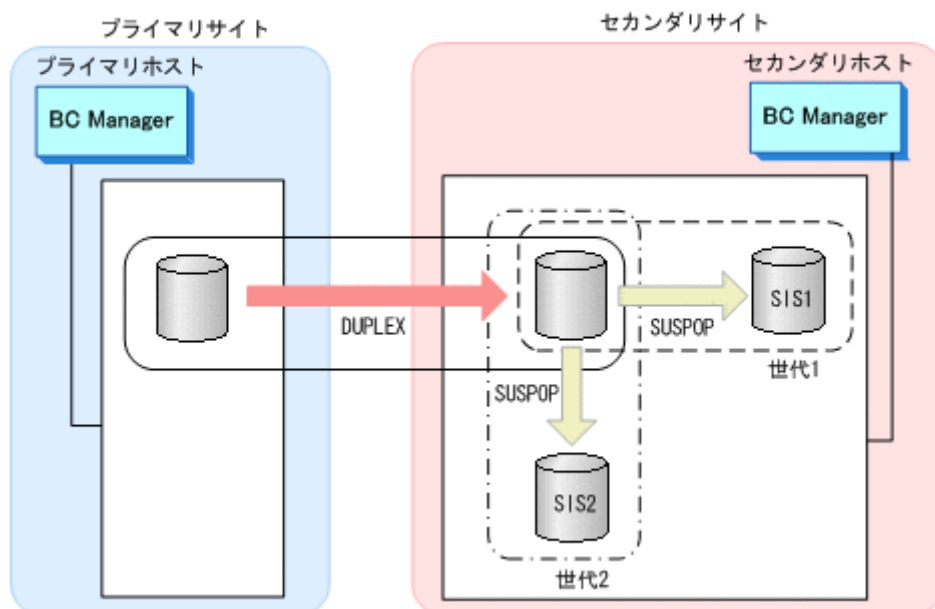 プライマリサイト
セカンダリサイト
プライマリホスト
セカンダリホスト
BC Manager
BC Manager
DUPLEX
SUSPOP
SIS1
世代1
SUSPOP
SIS2
世代2